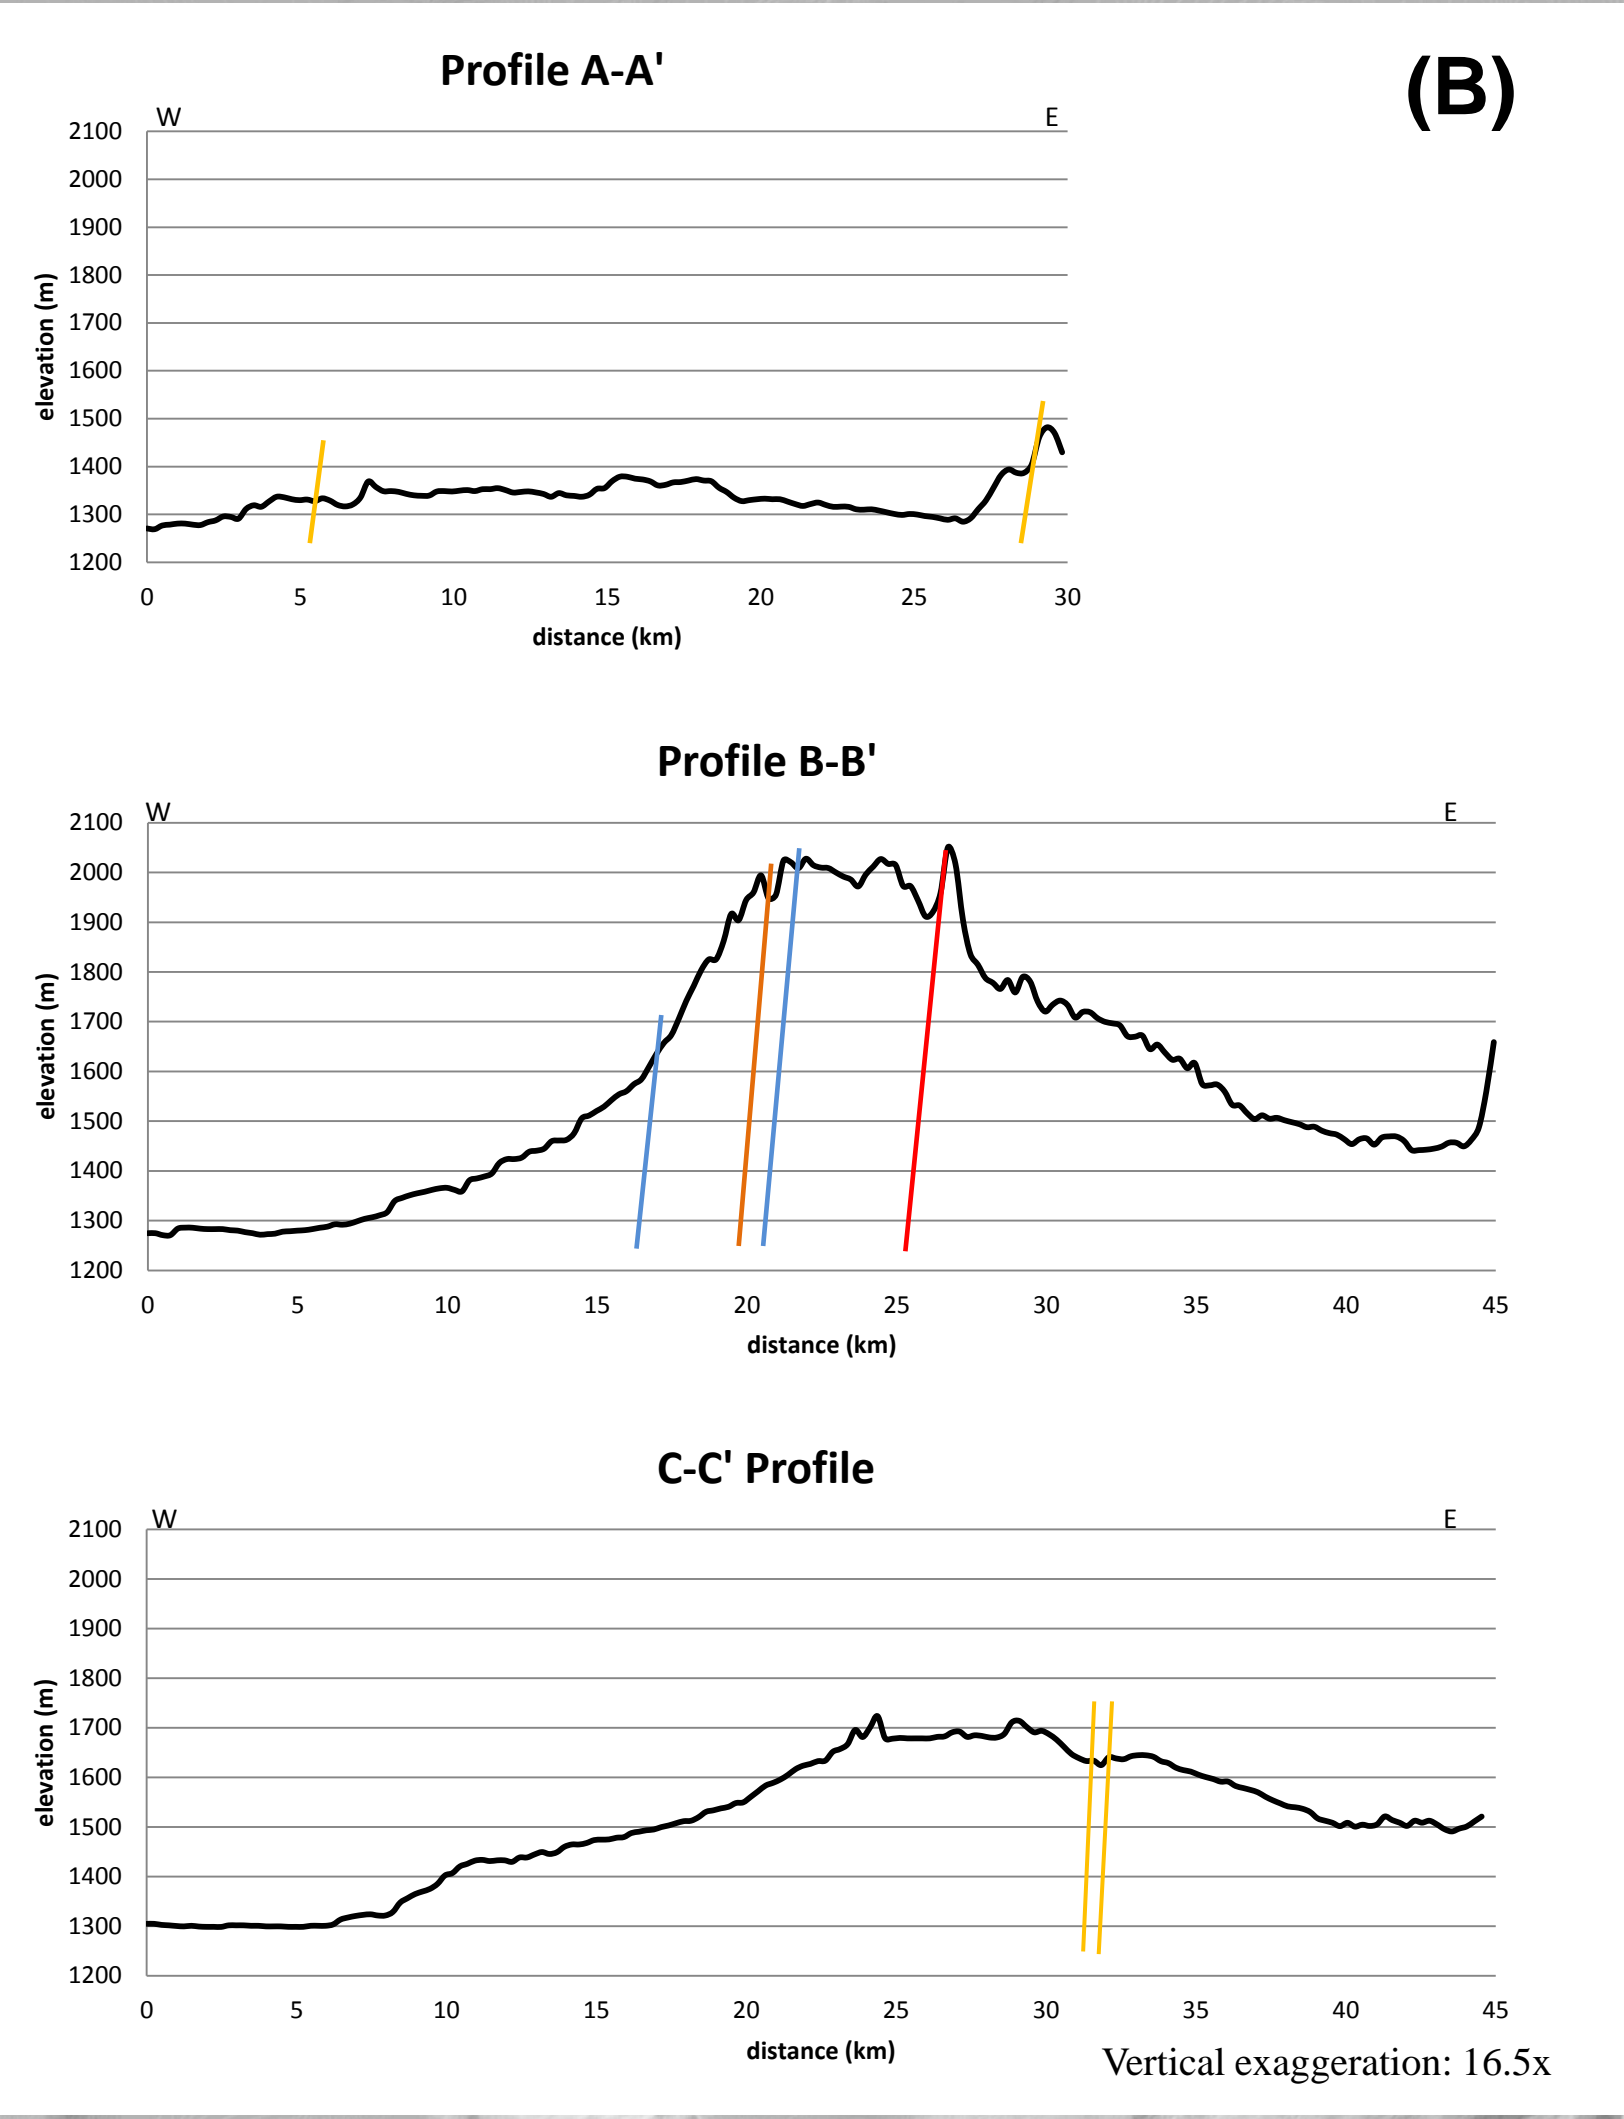 Profile A-A'
(B)
W E
2100
2000
1900
1800
1700
1600
1500
1400
1300
1200
elevation (m)
0 5 10 15 20 25 30
distance (km)
Profile B-B'
W E
2100
2000
1900
1800
1700
1600
1500
1400
1300
1200
elevation (m)
0 5 10 15 20 25 30 35 40 45
distance (km)
C-C' Profile
W E
2100
2000
1900
1800
1700
1600
1500
1400
1300
1200
elevation (m)
0 5 10 15 20 25 30 35 40 45
distance (km)
Vertical exaggeration: 16.5x